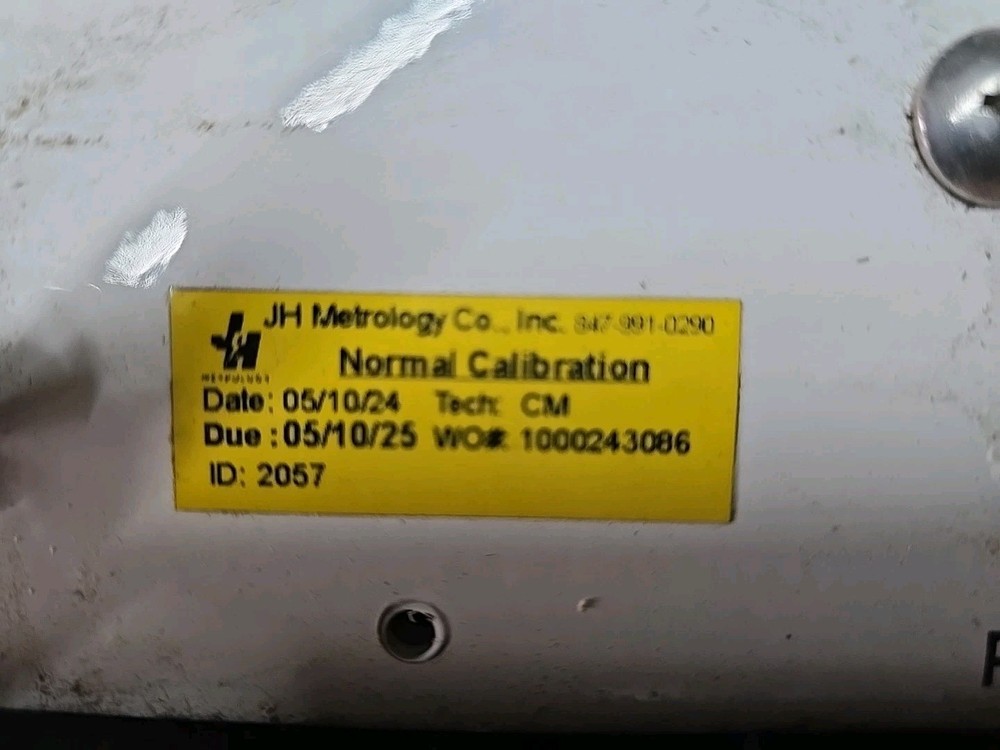 JH Metrology Co., Inc. 847-991-0290
METROLOGY
Normal Calibration
Date: 05/10/24 Tech: CM
Due : 05/10/25 WO#: 1000243086
ID: 2057